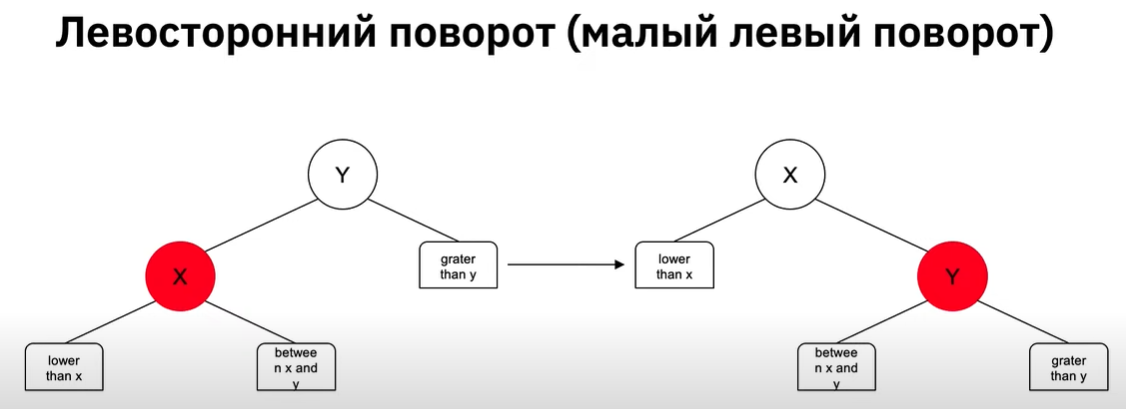 Левосторонний поворот (малый левый поворот)
Y
X
grater
than y
lower
than x
X
Y
lower
than x
betwee
n x and
y
betwee
n x and
y
grater
than y